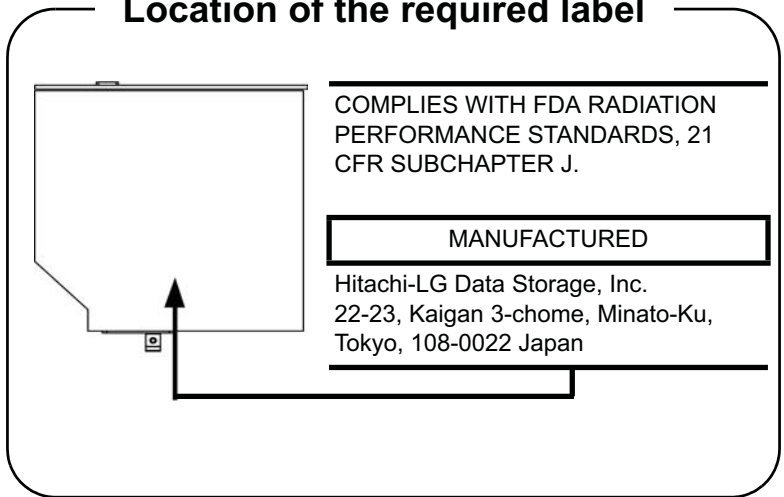 Location of the required label
COMPLIES WITH FDA RADIATION
PERFORMANCE STANDARDS, 21
CFR SUBCHAPTER J.
MANUFACTURED
Hitachi-LG Data Storage, Inc.
22-23, Kaigan 3-chome, Minato-Ku,
Tokyo, 108-0022 Japan